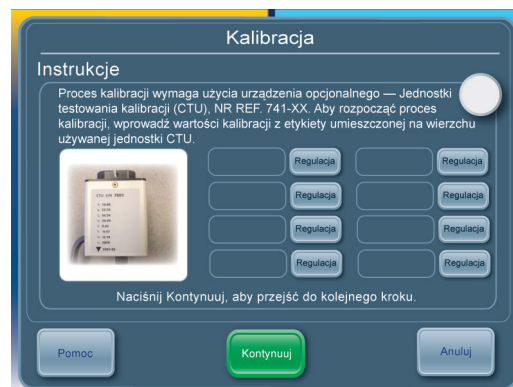 Kalibracja
Instrukcje
Proces kalibracji wymaga użycia urządzenia opcjonalnego — Jednostki
testowania kalibracji (CTU), NR REF. 741-XX. Aby rozpocząć proces
kalibracji, wprowadź wartości kalibracji z etykiety umieszczonej na wierzchu
używanej jednostki CTU.
Regulacja Regulacja
Regulacja Regulacja
Regulacja Regulacja
Regulacja Regulacja
Naciśnij Kontynuuj, aby przejść do kolejnego kroku.
Pomoc Kontynuuj Anuluj